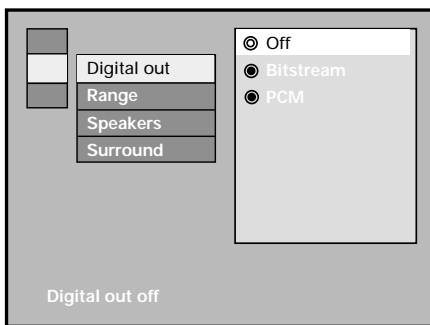 Digital out
Range
Speakers
Surround
Off
Bitstream
PCM
Digital out off